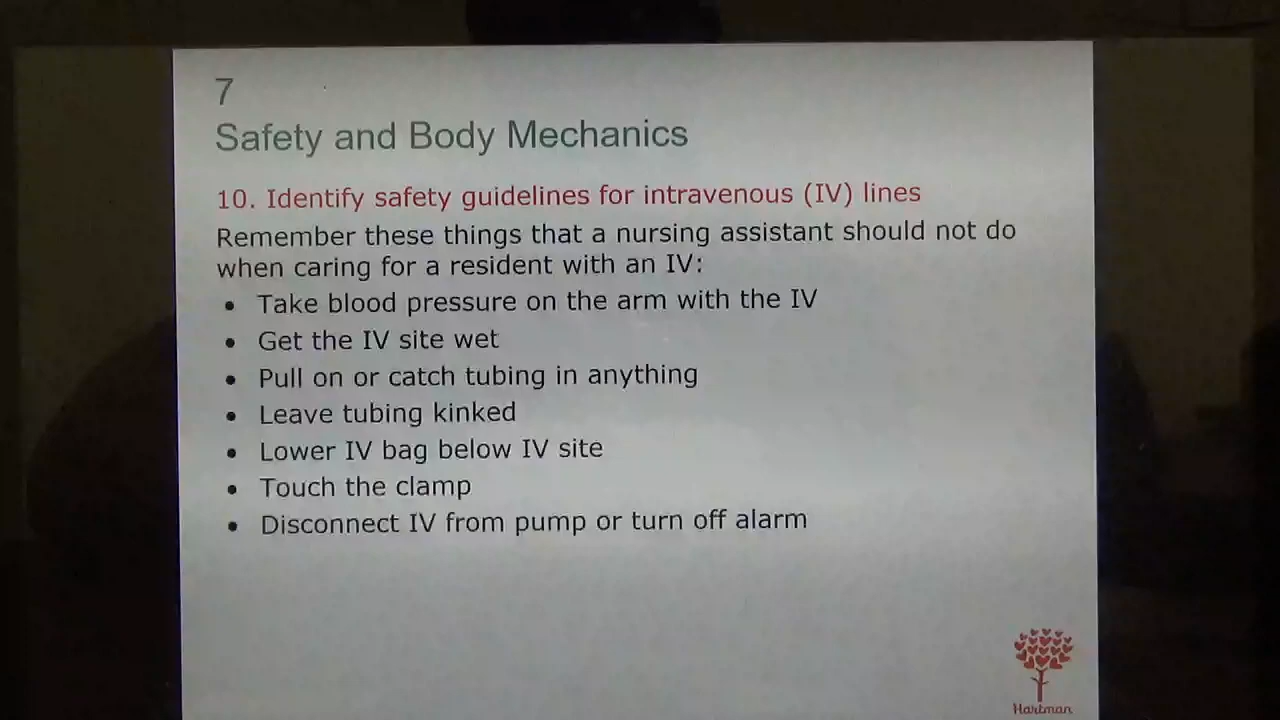 7
Safety and Body Mechanics
10. Identify safety guidelines for intravenous (IV) lines
Remember these things that a nursing assistant should not do
when caring for a resident with an IV:
• Take blood pressure on the arm with the IV
• Get the IV site wet
• Pull on or catch tubing in anything
• Leave tubing kinked
• Lower IV bag below IV site
• Touch the clamp
• Disconnect IV from pump or turn off alarm
Hartman